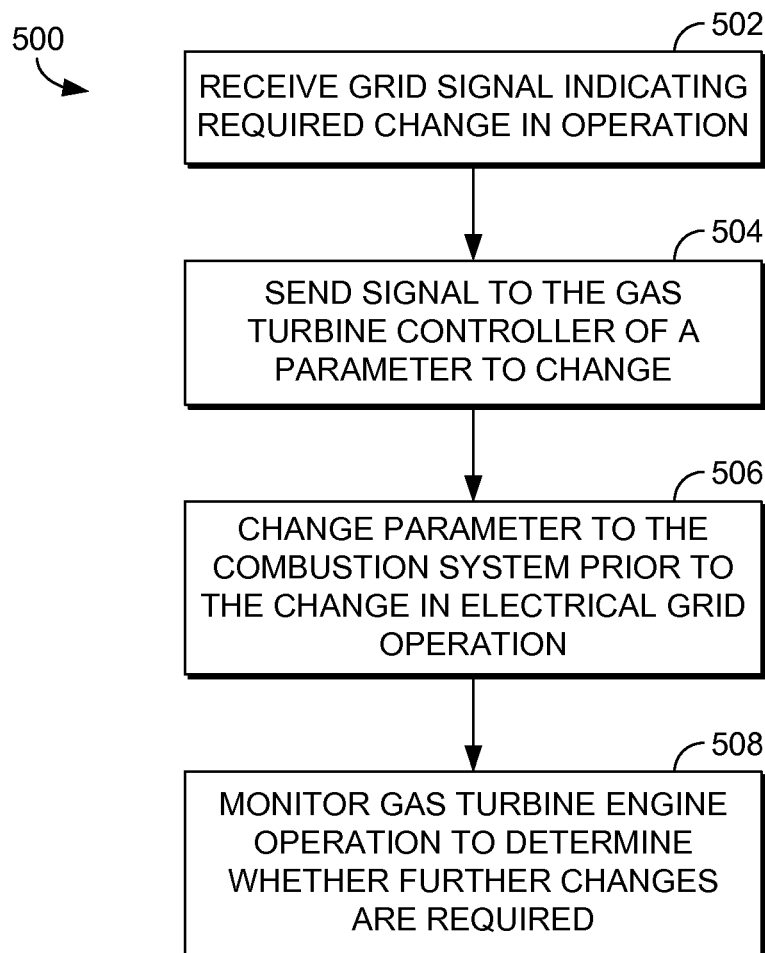 500
502
RECEIVE GRID SIGNAL INDICATING
REQUIRED CHANGE IN OPERATION
504
SEND SIGNAL TO THE GAS
TURBINE CONTROLLER OF A
PARAMETER TO CHANGE
506
CHANGE PARAMETER TO THE
COMBUSTION SYSTEM PRIOR TO
THE CHANGE IN ELECTRICAL GRID
OPERATION
508
MONITOR GAS TURBINE ENGINE
OPERATION TO DETERMINE
WHETHER FURTHER CHANGES
ARE REQUIRED